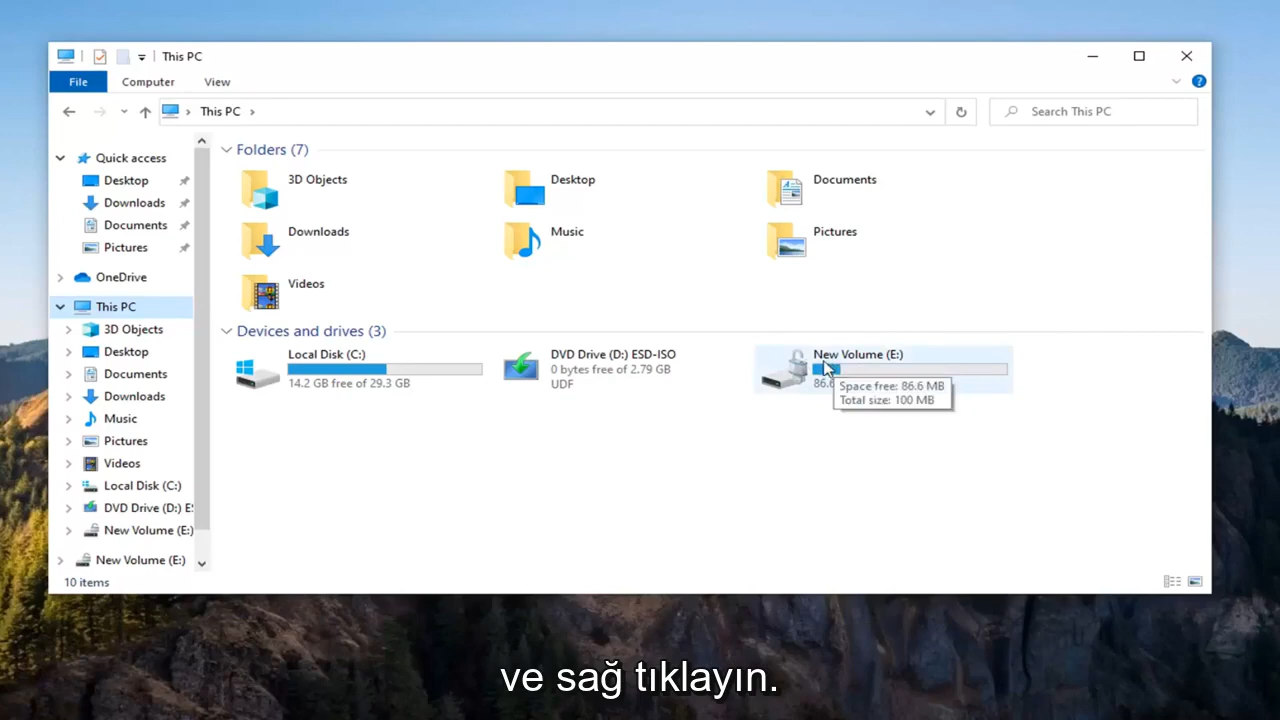 This PC
File
Computer
View
This PC
Search This PC
Quick access
Desktop
Downloads
Documents
Pictures
OneDrive
This PC
3D Objects
Desktop
Documents
Downloads
Music
Pictures
Videos
Local Disk (C:)
DVD Drive (D:) ES
New Volume (E:)
New Volume (E:)
Folders (7)
3D Objects
Desktop
Documents
Downloads
Music
Pictures
Videos
Devices and drives (3)
Local Disk (C:)
14.2 GB free of 29.3 GB
DVD Drive (D:) ESD-ISO
0 bytes free of 2.79 GB
UDF
New Volume (E:)
86.6
Space free: 86.6 MB
Total size: 100 MB
10 items
ve sağ tıklayın.